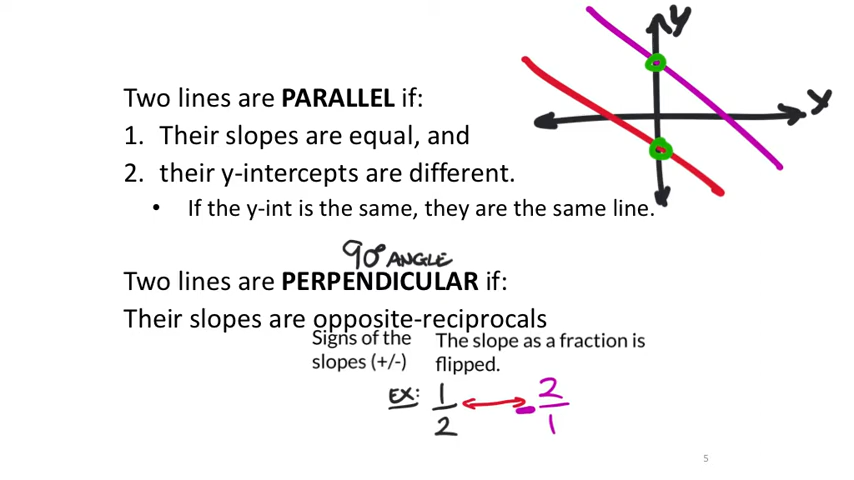 y
x
Two lines are PARALLEL if:
1. Their slopes are equal, and
2. their y-intercepts are different.
• If the y-int is the same, they are the same line.
90° ANGLE
Two lines are PERPENDICULAR if:
Their slopes are opposite-reciprocals
Signs of the slopes (+/-)
The slope as a fraction is flipped.
EX: 1/2 ↔ -2/1
5